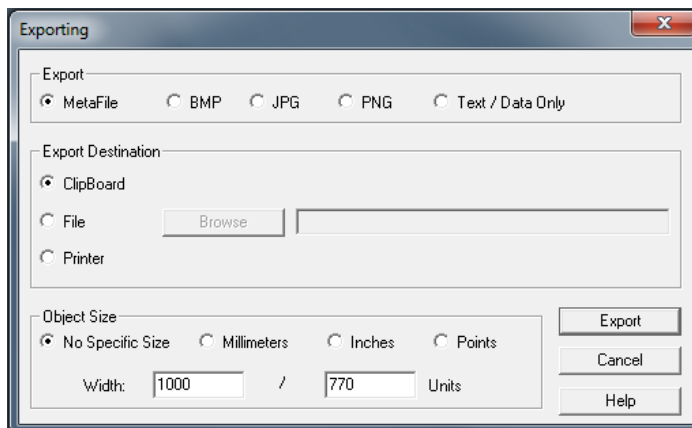 Exporting
Export
MetaFile BMP JPG PNG Text / Data Only
Export Destination
ClipBoard
File Browse
Printer
Object Size
No Specific Size Millimeters Inches Points
Width: 1000 / 770 Units
Export
Cancel
Help